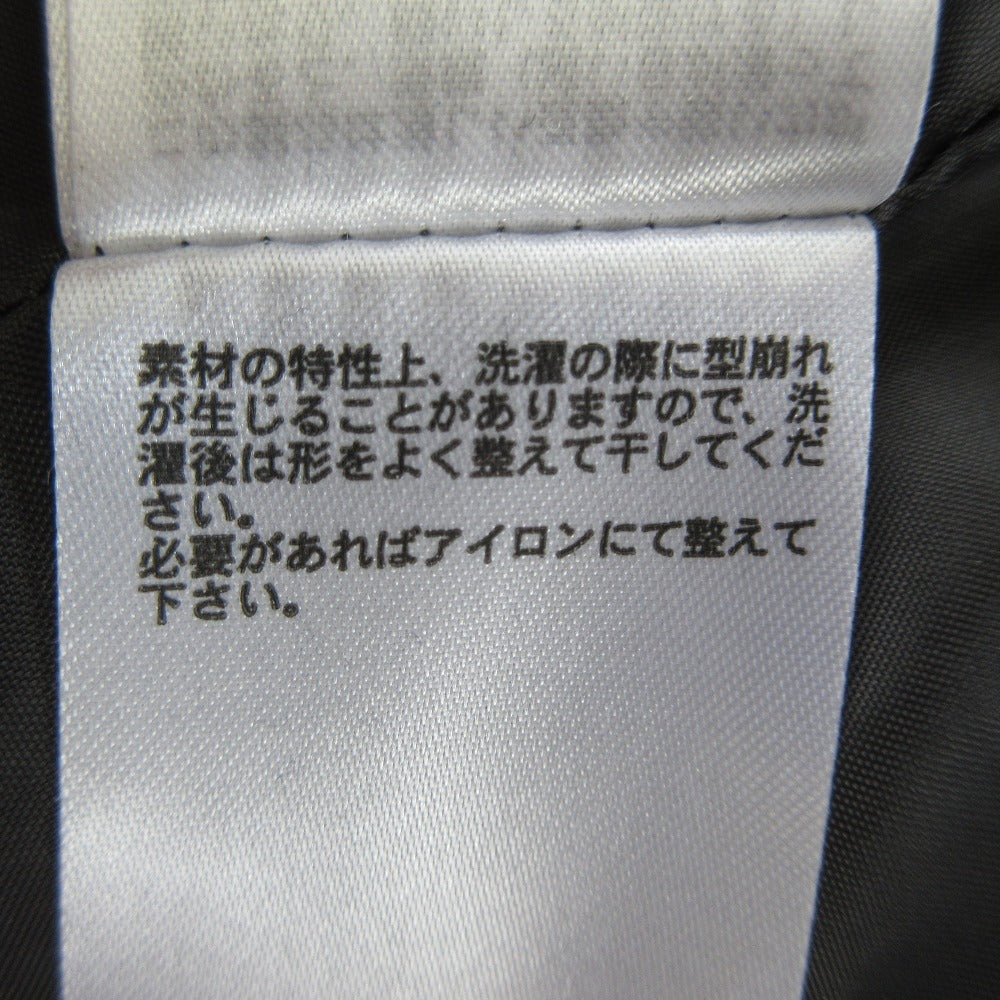 素材の特性上、洗濯の際に型崩れ
が生じることがありますので、洗
濯後は形をよく整えて干してくだ
さい。
必要があればアイロンにて整えて
下さい。